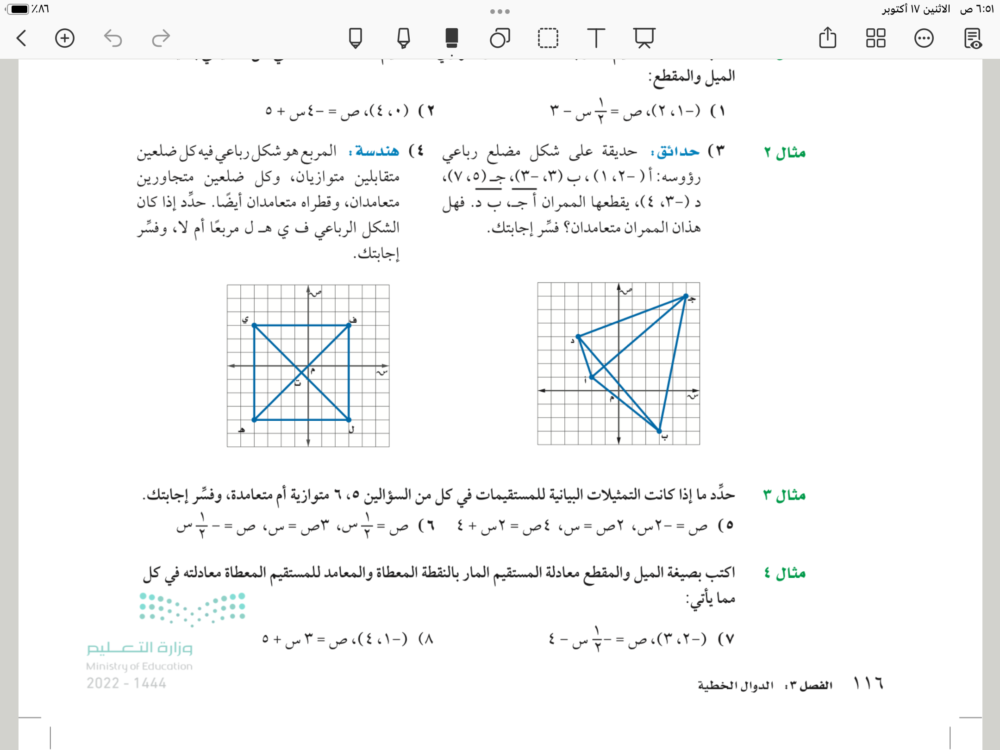 ٦:٥١ ص الاثنين ١٧ أكتوبر
٪٨٦
الميل والمقطع:
١) (-١، ٢)، ص = ١/٢ س - ٣
٢) (٠، ٤)، ص = -٤س + ٥
مثال ٢
٣) حدائق: حديقة على شكل مضلع رباعي
رؤوسه: أ (-٢، ١)، ب (٣، -٣)، جـ (٥، ٧)،
د (-٣، ٤)، يقطعها الممران أ جـ، ب د. فهل
هذان الممران متعامدان؟ فسِّر إجابتك.
٤) هندسة: المربع هو شكل رباعي فيه كل ضلعين
متقابلين متوازيان، وكل ضلعين متجاورين
متعامدان، وقطراه متعامدان أيضًا. حدِّد إذا كان
الشكل الرباعي ف ي هـ ل مربعًا أم لا، وفسِّر
إجابتك.
ص
جـ
د
أ
م
س
ب
ص
ف
ي
م
س
ت
هـ
ل
مثال ٣
حدِّد ما إذا كانت التمثيلات البيانية للمستقيمات في كل من السؤالين ٥، ٦ متوازية أم متعامدة، وفسِّر إجابتك.
٥) ص = -٢س، ٢ص = س، ٤ص = ٢س + ٤
٦) ص = ١/٢ س، ٣ص = س، ص = -١/٢ س
مثال ٤
اكتب بصيغة الميل والمقطع معادلة المستقيم المار بالنقطة المعطاة والمعامد للمستقيم المعطاة معادلته في كل
مما يأتي:
٧) (-٢، ٣)، ص = -١/٢ س - ٤
٨) (-١، ٤)، ص = ٣ س + ٥
وزارة التعليم
Ministry of Education
2022 - 1444
١١٦ الفصل ٣: الدوال الخطية